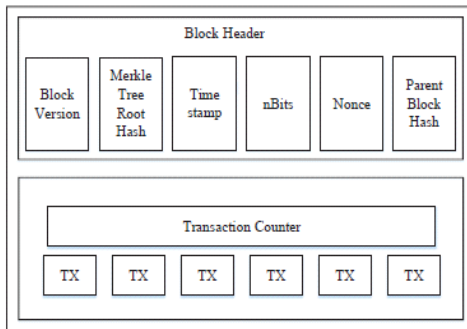 Block Header
Block
Version
Merkle
Tree
Root
Hash
Time
stamp
nBits
Nonce
Parent
Block
Hash
Transaction Counter
TX
TX
TX
TX
TX
TX